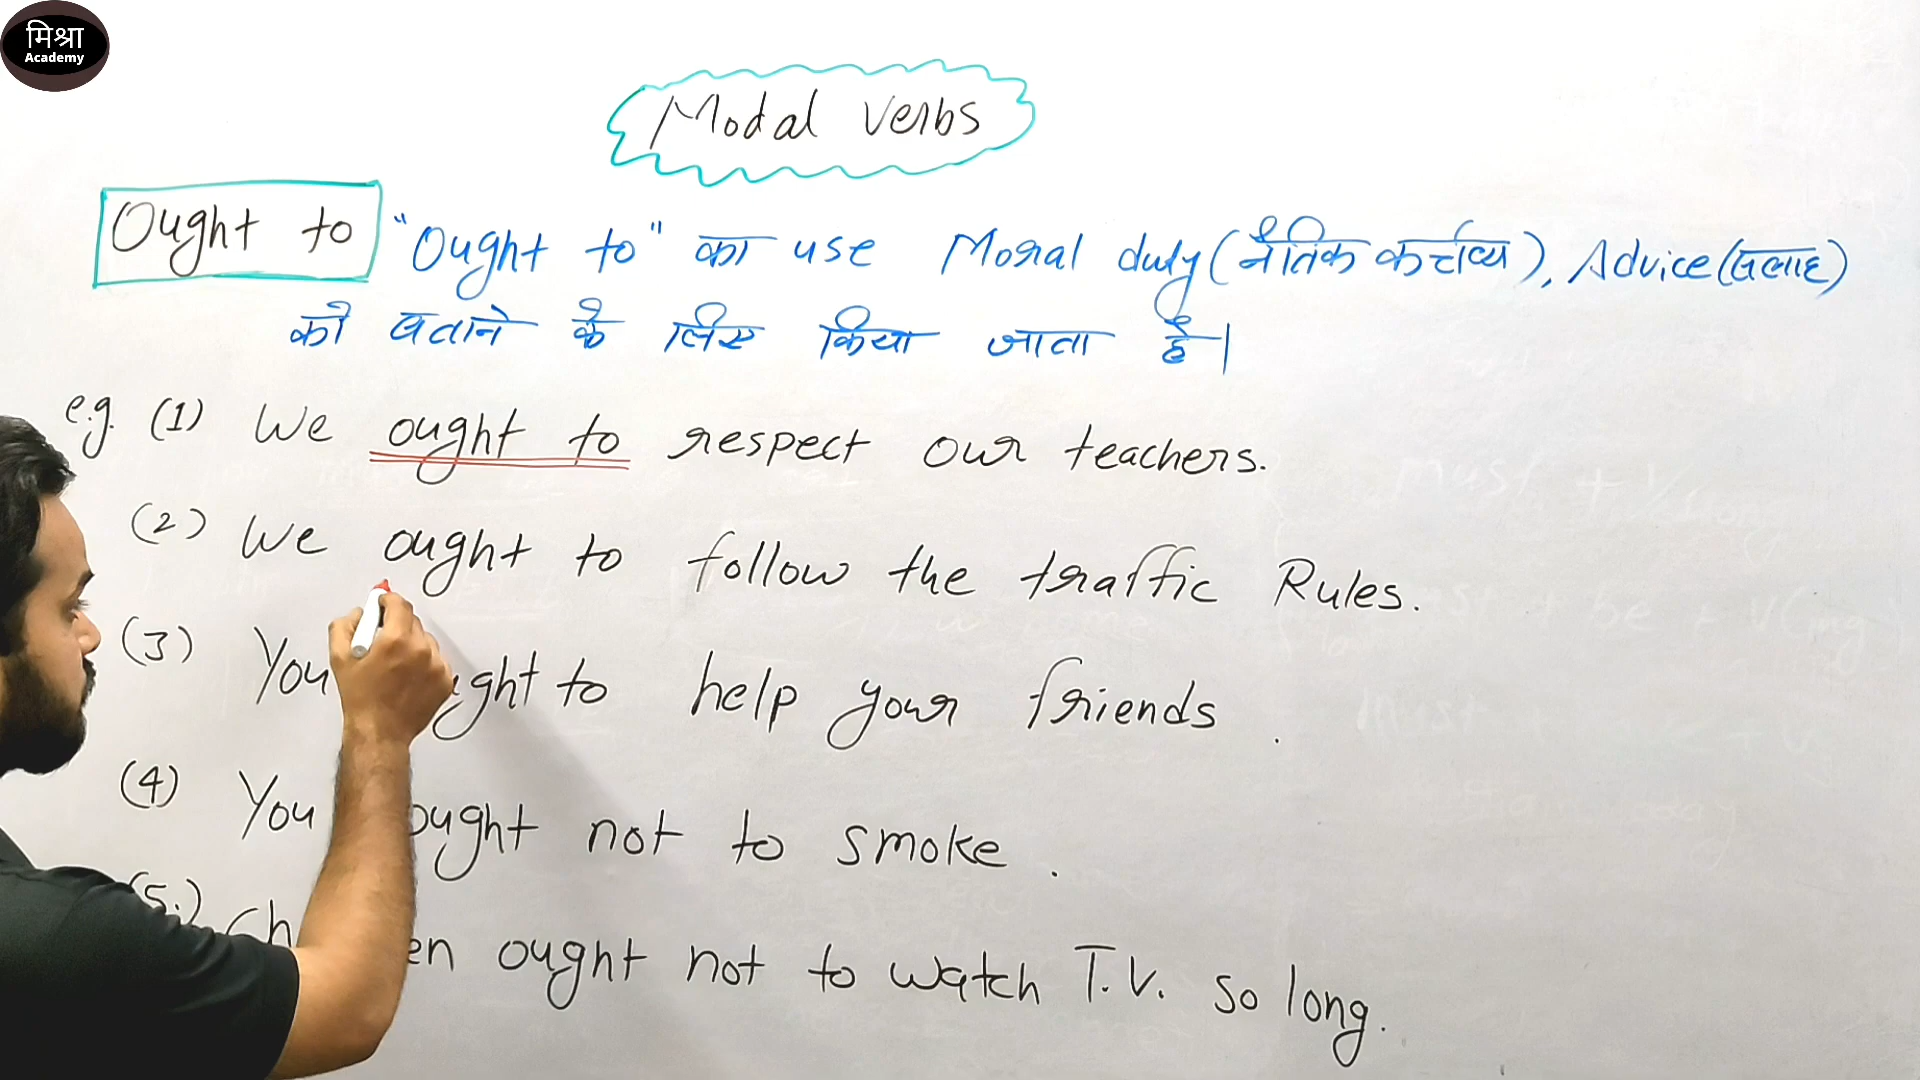 मिश्रा
Academy
Modal Verbs
Ought to "Ought to" का use Moral duty (नैतिक कर्त्तव्य), Advice (सलाह)
को बताने के लिए किया जाता है।
e.g. (1) We ought to respect our teachers.
(2) We ought to follow the traffic Rules.
(3) You ght to help your friends.
(4) You ought not to smoke.
(5.) Ch en ought not to watch T.V. so long.